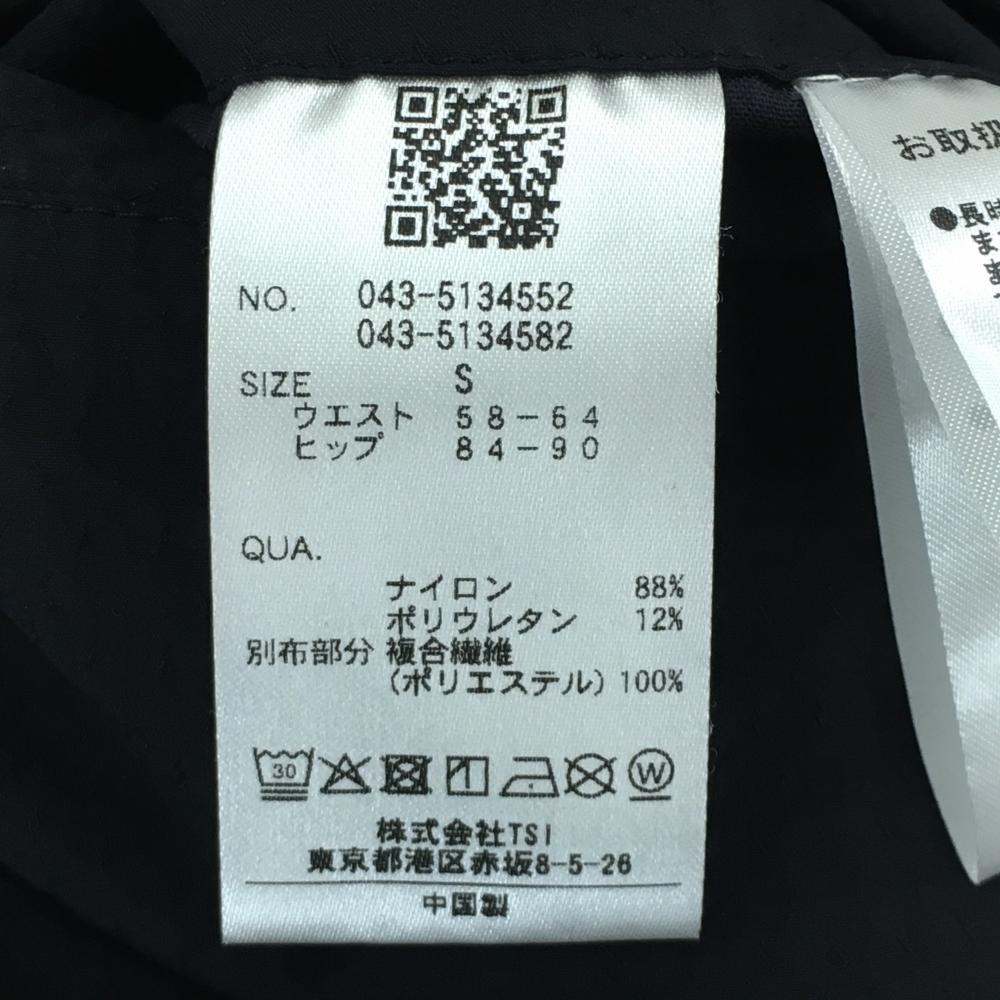 NO. 043-5134552
043-5134582
SIZE S
ウエスト 58-64
ヒップ 84-90
QUA.
ナイロン 88%
ポリウレタン 12%
別布部分 複合繊維
(ポリエステル) 100%
30
W
株式会社TSI
東京都港区赤坂8-5-26
中国製
お取扱
●長時
ま